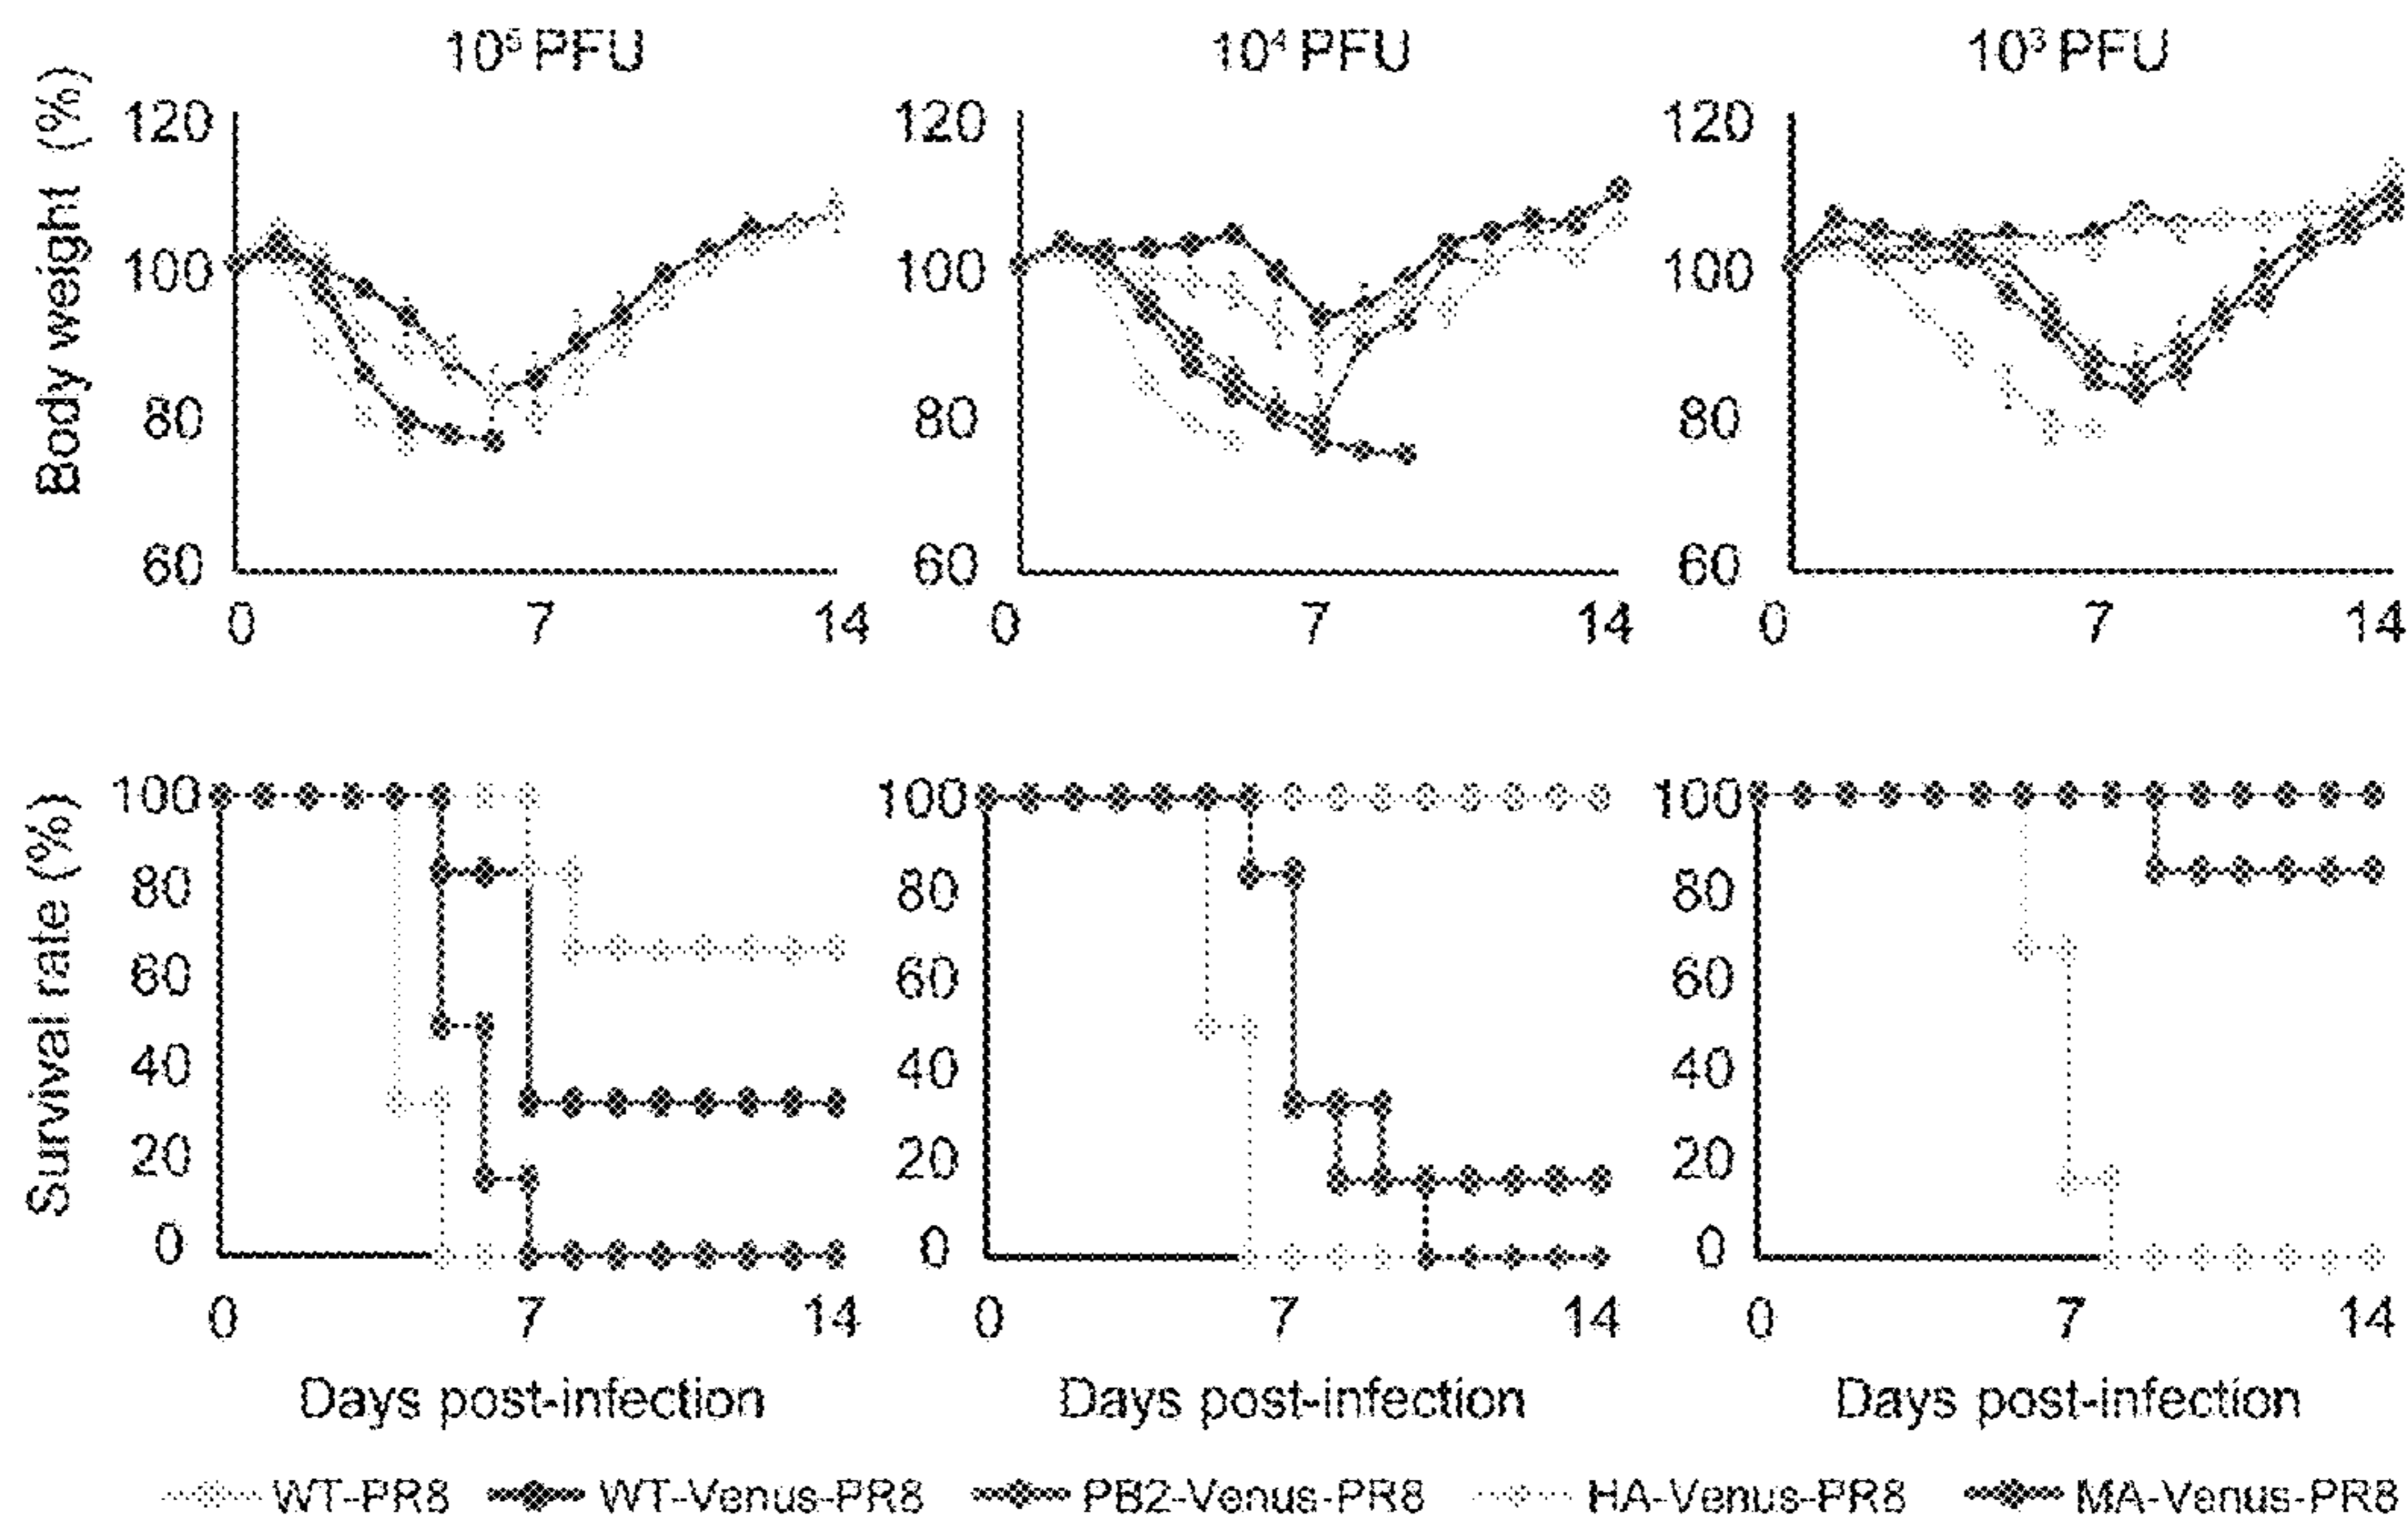 10⁵ PFU 10⁴ PFU 10³ PFU
Body weight (%)
120 120 120
100 100 100
80 80 80
60 60 60
0 7 14 0 7 14 0 7 14
Survival rate (%)
100 100 100
80 80 80
60 60 60
40 40 40
20 20 20
0 0 0
0 7 14 0 7 14 0 7 14
Days post-infection Days post-infection Days post-infection
WT-PR8 WT-Venus-PR8 PB2-Venus-PR8 HA-Venus-PR8 MA-Venus-PR8